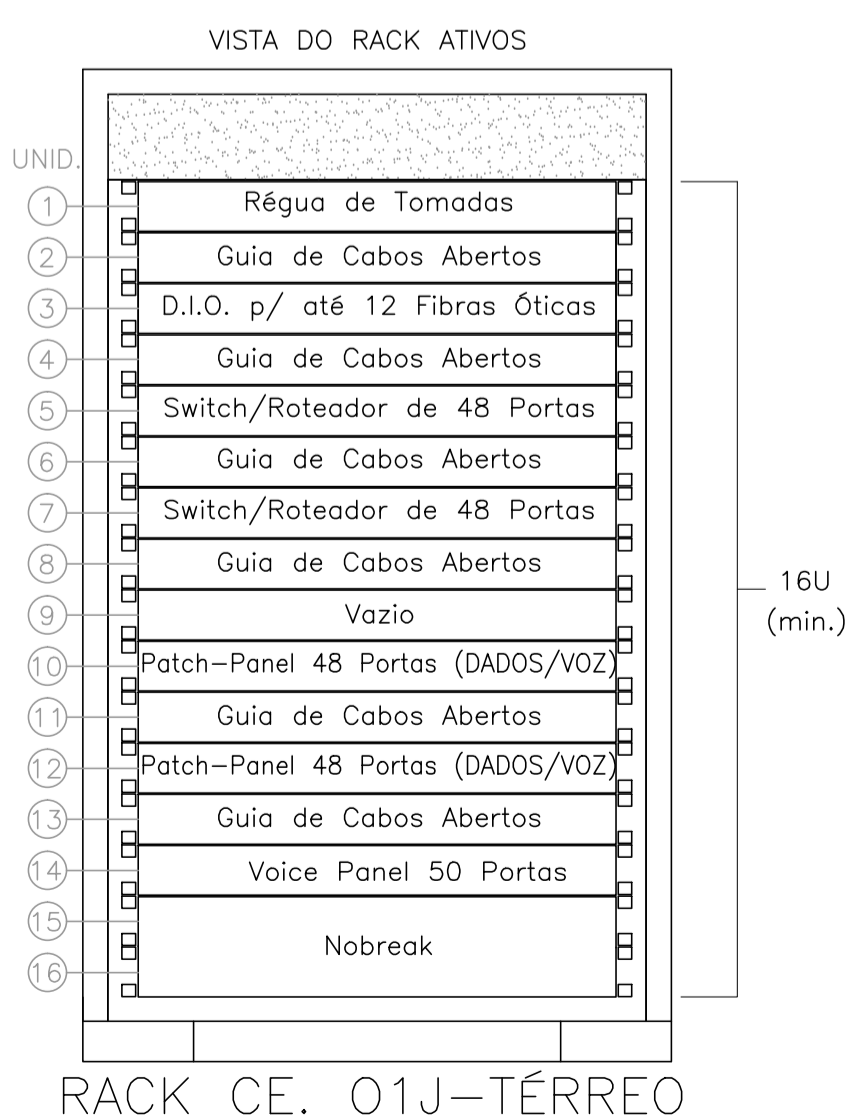 VISTA DO RACK ATIVOS
UNID.
1 Régua de Tomadas
2 Guia de Cabos Abertos
3 D.I.O. p/ até 12 Fibras Óticas
4 Guia de Cabos Abertos
5 Switch/Roteador de 48 Portas
6 Guia de Cabos Abertos
7 Switch/Roteador de 48 Portas
8 Guia de Cabos Abertos
9 Vazio
10 Patch-Panel 48 Portas (DADOS/VOZ)
11 Guia de Cabos Abertos
12 Patch-Panel 48 Portas (DADOS/VOZ)
13 Guia de Cabos Abertos
14 Voice Panel 50 Portas
15
Nobreak
16
16U
(min.)
RACK CE. 01J-TÉRREO